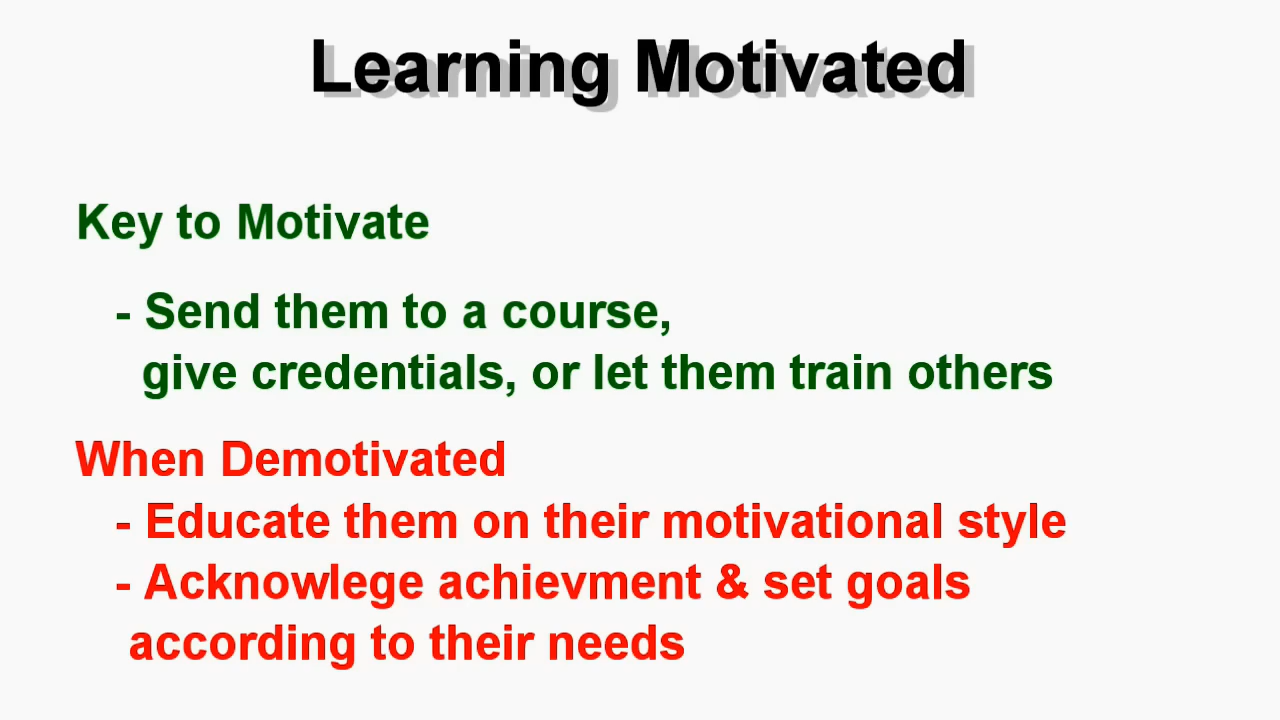 Learning Motivated
Key to Motivate
- Send them to a course,
give credentials, or let them train others
When Demotivated
- Educate them on their motivational style
- Acknowlege achievment & set goals
according to their needs